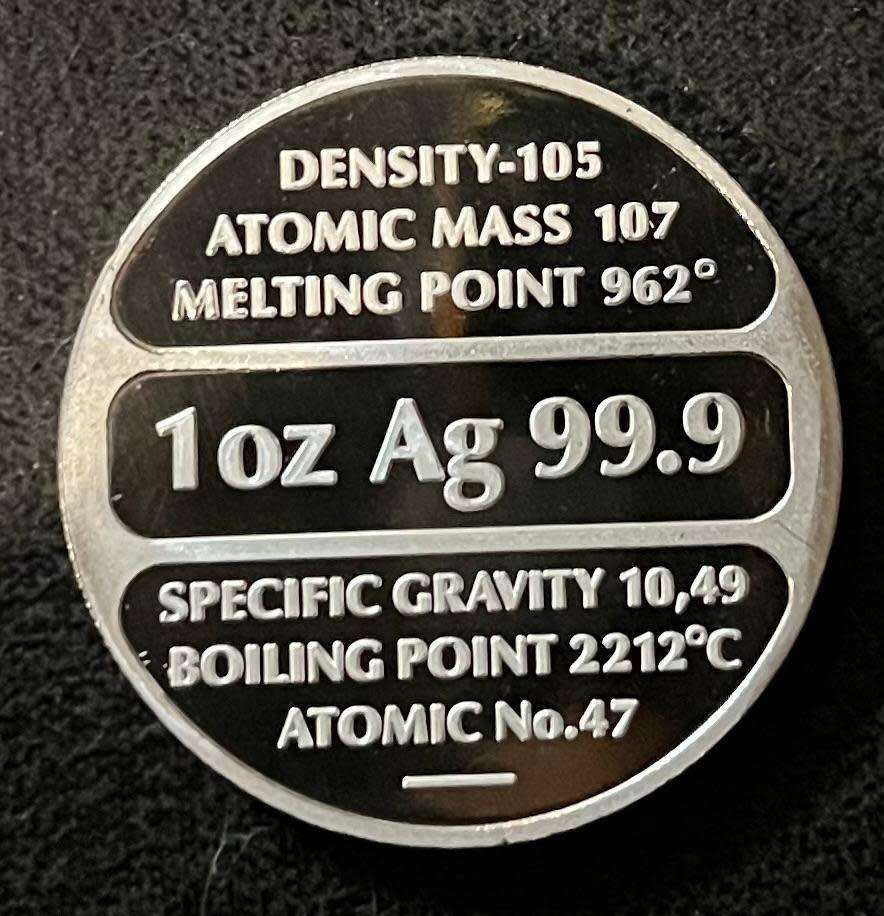 DENSITY-105
ATOMIC MASS 107
MELTING POINT 962°
1oz Ag 99.9
SPECIFIC GRAVITY 10,49
BOILING POINT 2212°C
ATOMIC No.47